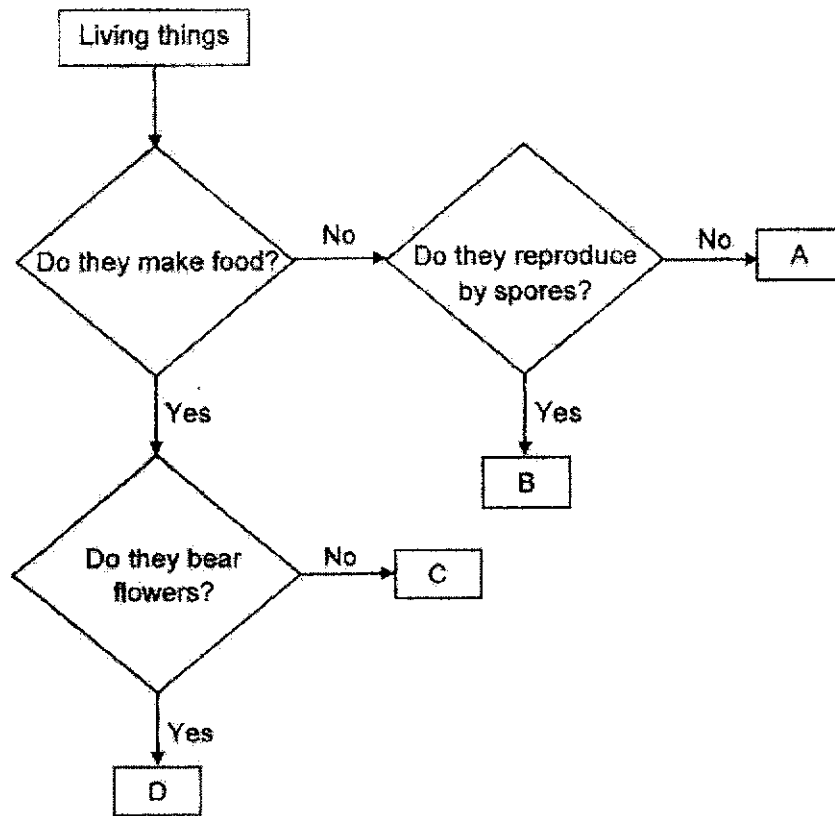 Living things
Do they make food?
No
Do they reproduce
by spores?
No
A
Yes
Yes
B
Do they bear
flowers?
No
C
Yes
D